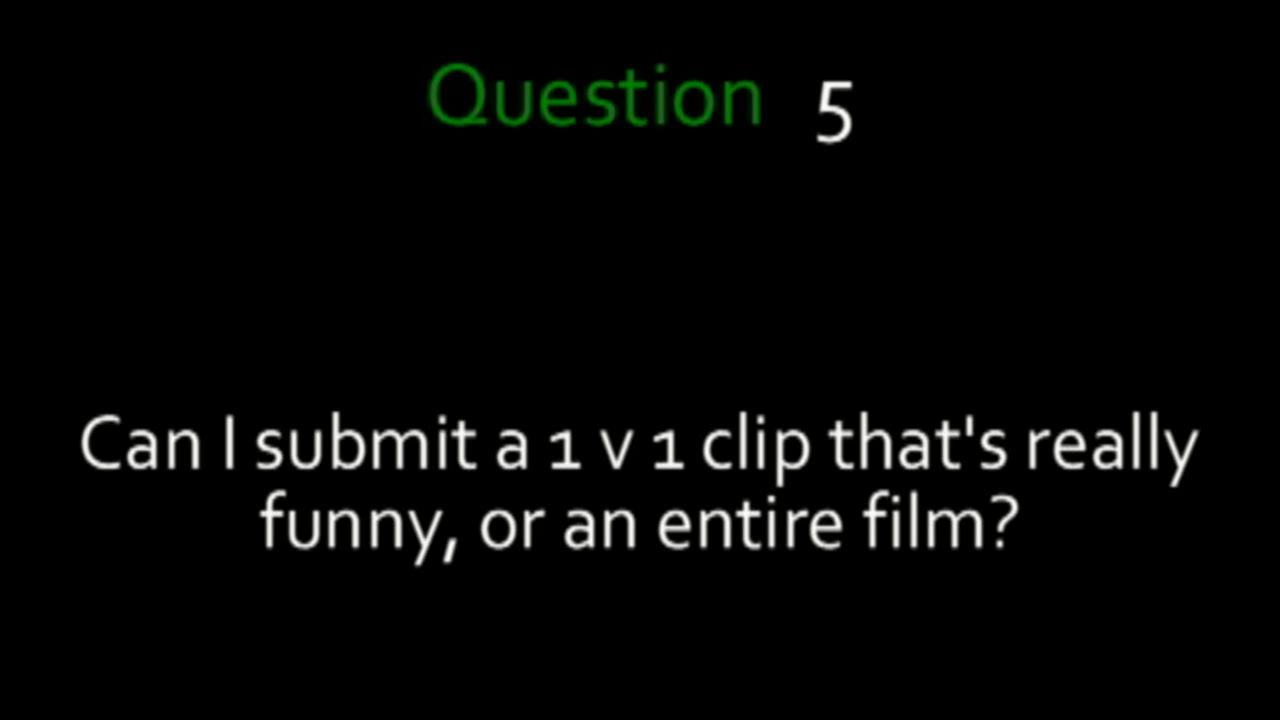 Question 5
Can I submit a 1 v 1 clip that's really
funny, or an entire film?